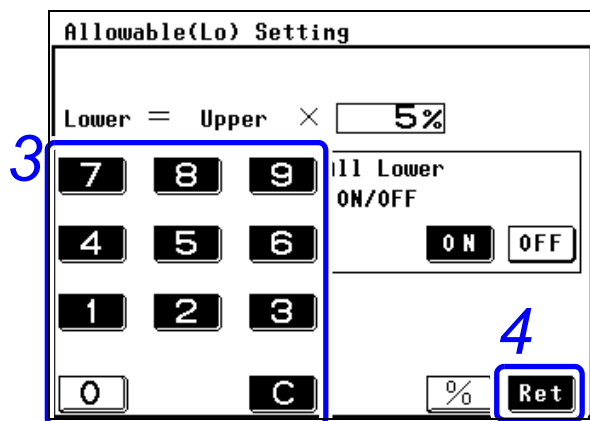 Allowable(Lo) Setting
Lower = Upper × 5%
3
7 8 9
ll Lower
ON/OFF
4 5 6
ON OFF
1 2 3
4
0 C % Ret